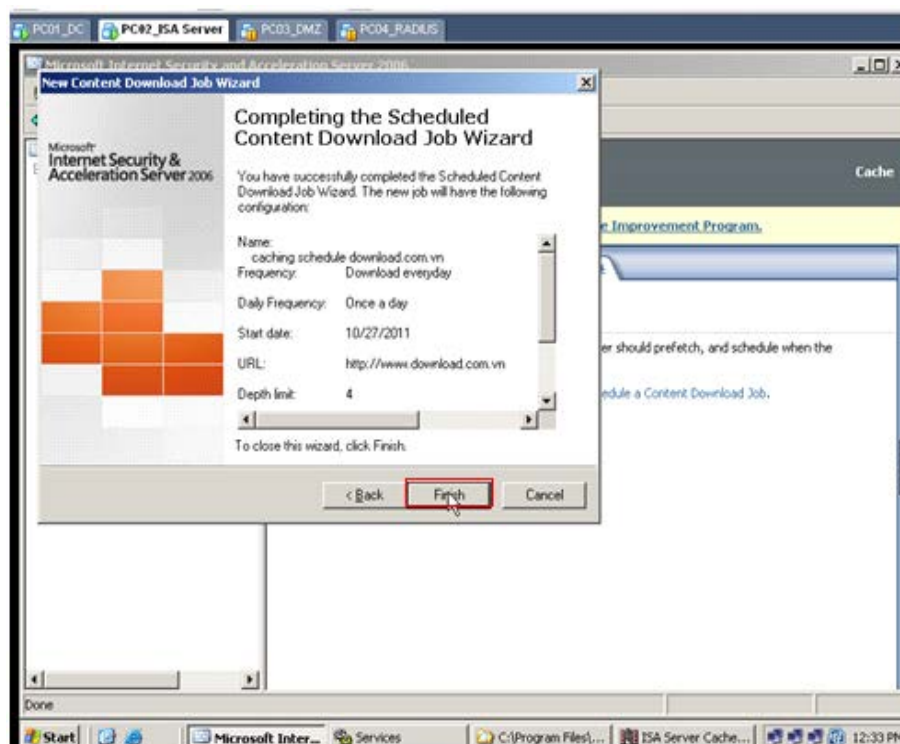 PC01_DC
PC02_ISA Server
PC03_DMZ
PC04_RADIUS
Microsoft Internet Security and Acceleration Server 2006
New Content Download Job Wizard
Microsoft
Internet Security &
Acceleration Server 2006
Completing the Scheduled
Content Download Job Wizard
You have successfully completed the Scheduled Content
Download Job Wizard. The new job will have the following
configuration:
Name:
caching schedule download.com.vn
Frequency: Download everyday
Daily Frequency: Once a day
Start date: 10/27/2011
URL: http://www.download.com.vn
Depth limit: 4
To close this wizard, click Finish.
< Back
Finish
Cancel
Cache
e Improvement Program.
er should prefetch, and schedule when the
edule a Content Download Job.
Done
Start
Microsoft Inter...
Services
C:\Program Files\...
ISA Server Cache...
12:33 PM